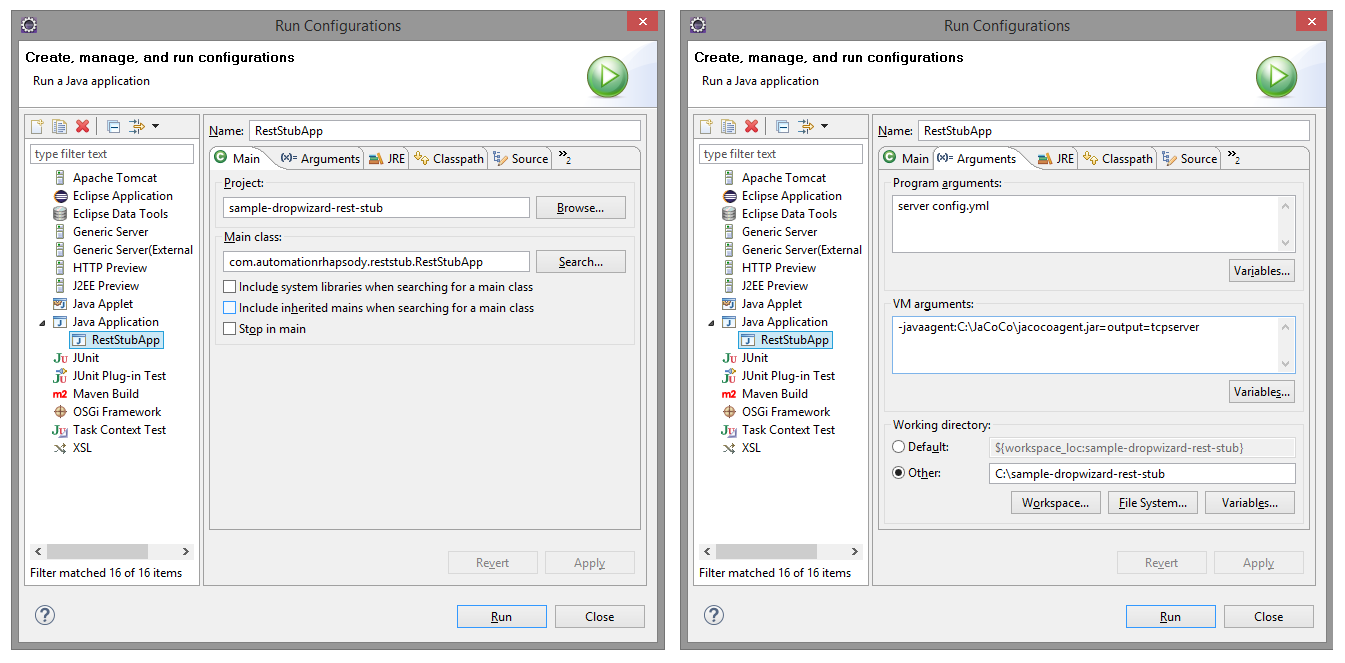 Run Configurations
Create, manage, and run configurations
Run a Java application
type filter text
Apache Tomcat
Eclipse Application
Eclipse Data Tools
Generic Server
Generic Server(External
HTTP Preview
J2EE Preview
Java Applet
Java Application
RestStubApp
JUnit
JUnit Plug-in Test
Maven Build
OSGi Framework
Task Context Test
XSL
Filter matched 16 of 16 items
Name: RestStubApp
Main (x)= Arguments JRE Classpath Source »2
Project:
sample-dropwizard-rest-stub Browse...
Main class:
com.automationrhapsody.reststub.RestStubApp Search...
Include system libraries when searching for a main class
Include inherited mains when searching for a main class
Stop in main
Revert Apply
Run Close
Run Configurations
Create, manage, and run configurations
Run a Java application
type filter text
Apache Tomcat
Eclipse Application
Eclipse Data Tools
Generic Server
Generic Server(External
HTTP Preview
J2EE Preview
Java Applet
Java Application
RestStubApp
JUnit
JUnit Plug-in Test
Maven Build
OSGi Framework
Task Context Test
XSL
Filter matched 16 of 16 items
Name: RestStubApp
Main (x)= Arguments JRE Classpath Source »2
Program arguments:
server config.yml
Variables...
VM arguments:
-javaagent:C:\JaCoCo\jacocoagent.jar=output=tcpserver
Variables...
Working directory:
Default: ${workspace_loc:sample-dropwizard-rest-stub}
Other: C:\sample-dropwizard-rest-stub
Workspace... File System... Variables...
Revert Apply
Run Close